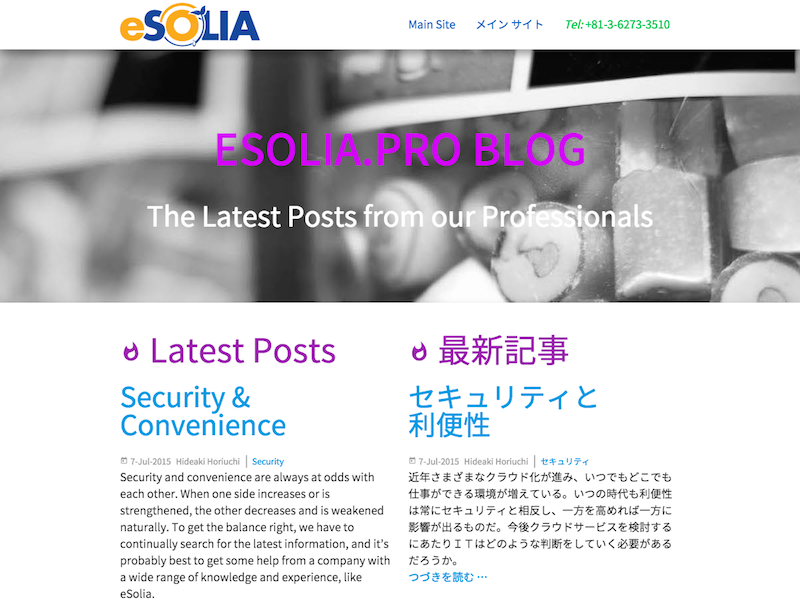 eSOLIA
Main Site
メイン サイト
Tel: +81-3-6273-3510
ESOLIA.PRO BLOG
The Latest Posts from our Professionals
Latest Posts
Security &
Convenience
7-Jul-2015 Hideaki Horiuchi | Security
Security and convenience are always at odds with
each other. When one side increases or is
strengthened, the other decreases and is weakened
naturally. To get the balance right, we have to
continually search for the latest information, and it's
probably best to get some help from a company with
a wide range of knowledge and experience, like
eSolia.
最新記事
セキュリティと
利便性
7-Jul-2015 Hideaki Horiuchi | セキュリティ
近年さまざまなクラウド化が進み、いつでもどこでも
仕事ができる環境が増えている。いつの時代も利便性
は常にセキュリティと相反し、一方を高めれば一方に
影響が出るものだ。今後クラウドサービスを検討する
にあたりＩＴはどのような判断をしていく必要がある
だろうか。
つづきを読む …